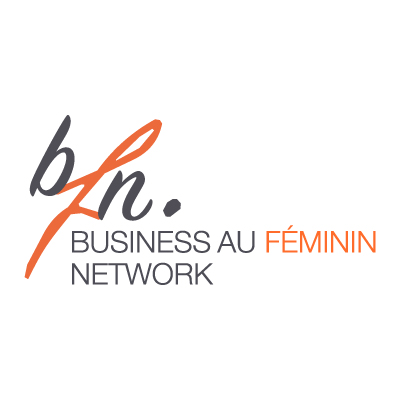 bfn.
BUSINESS AU FÉMININ
NETWORK